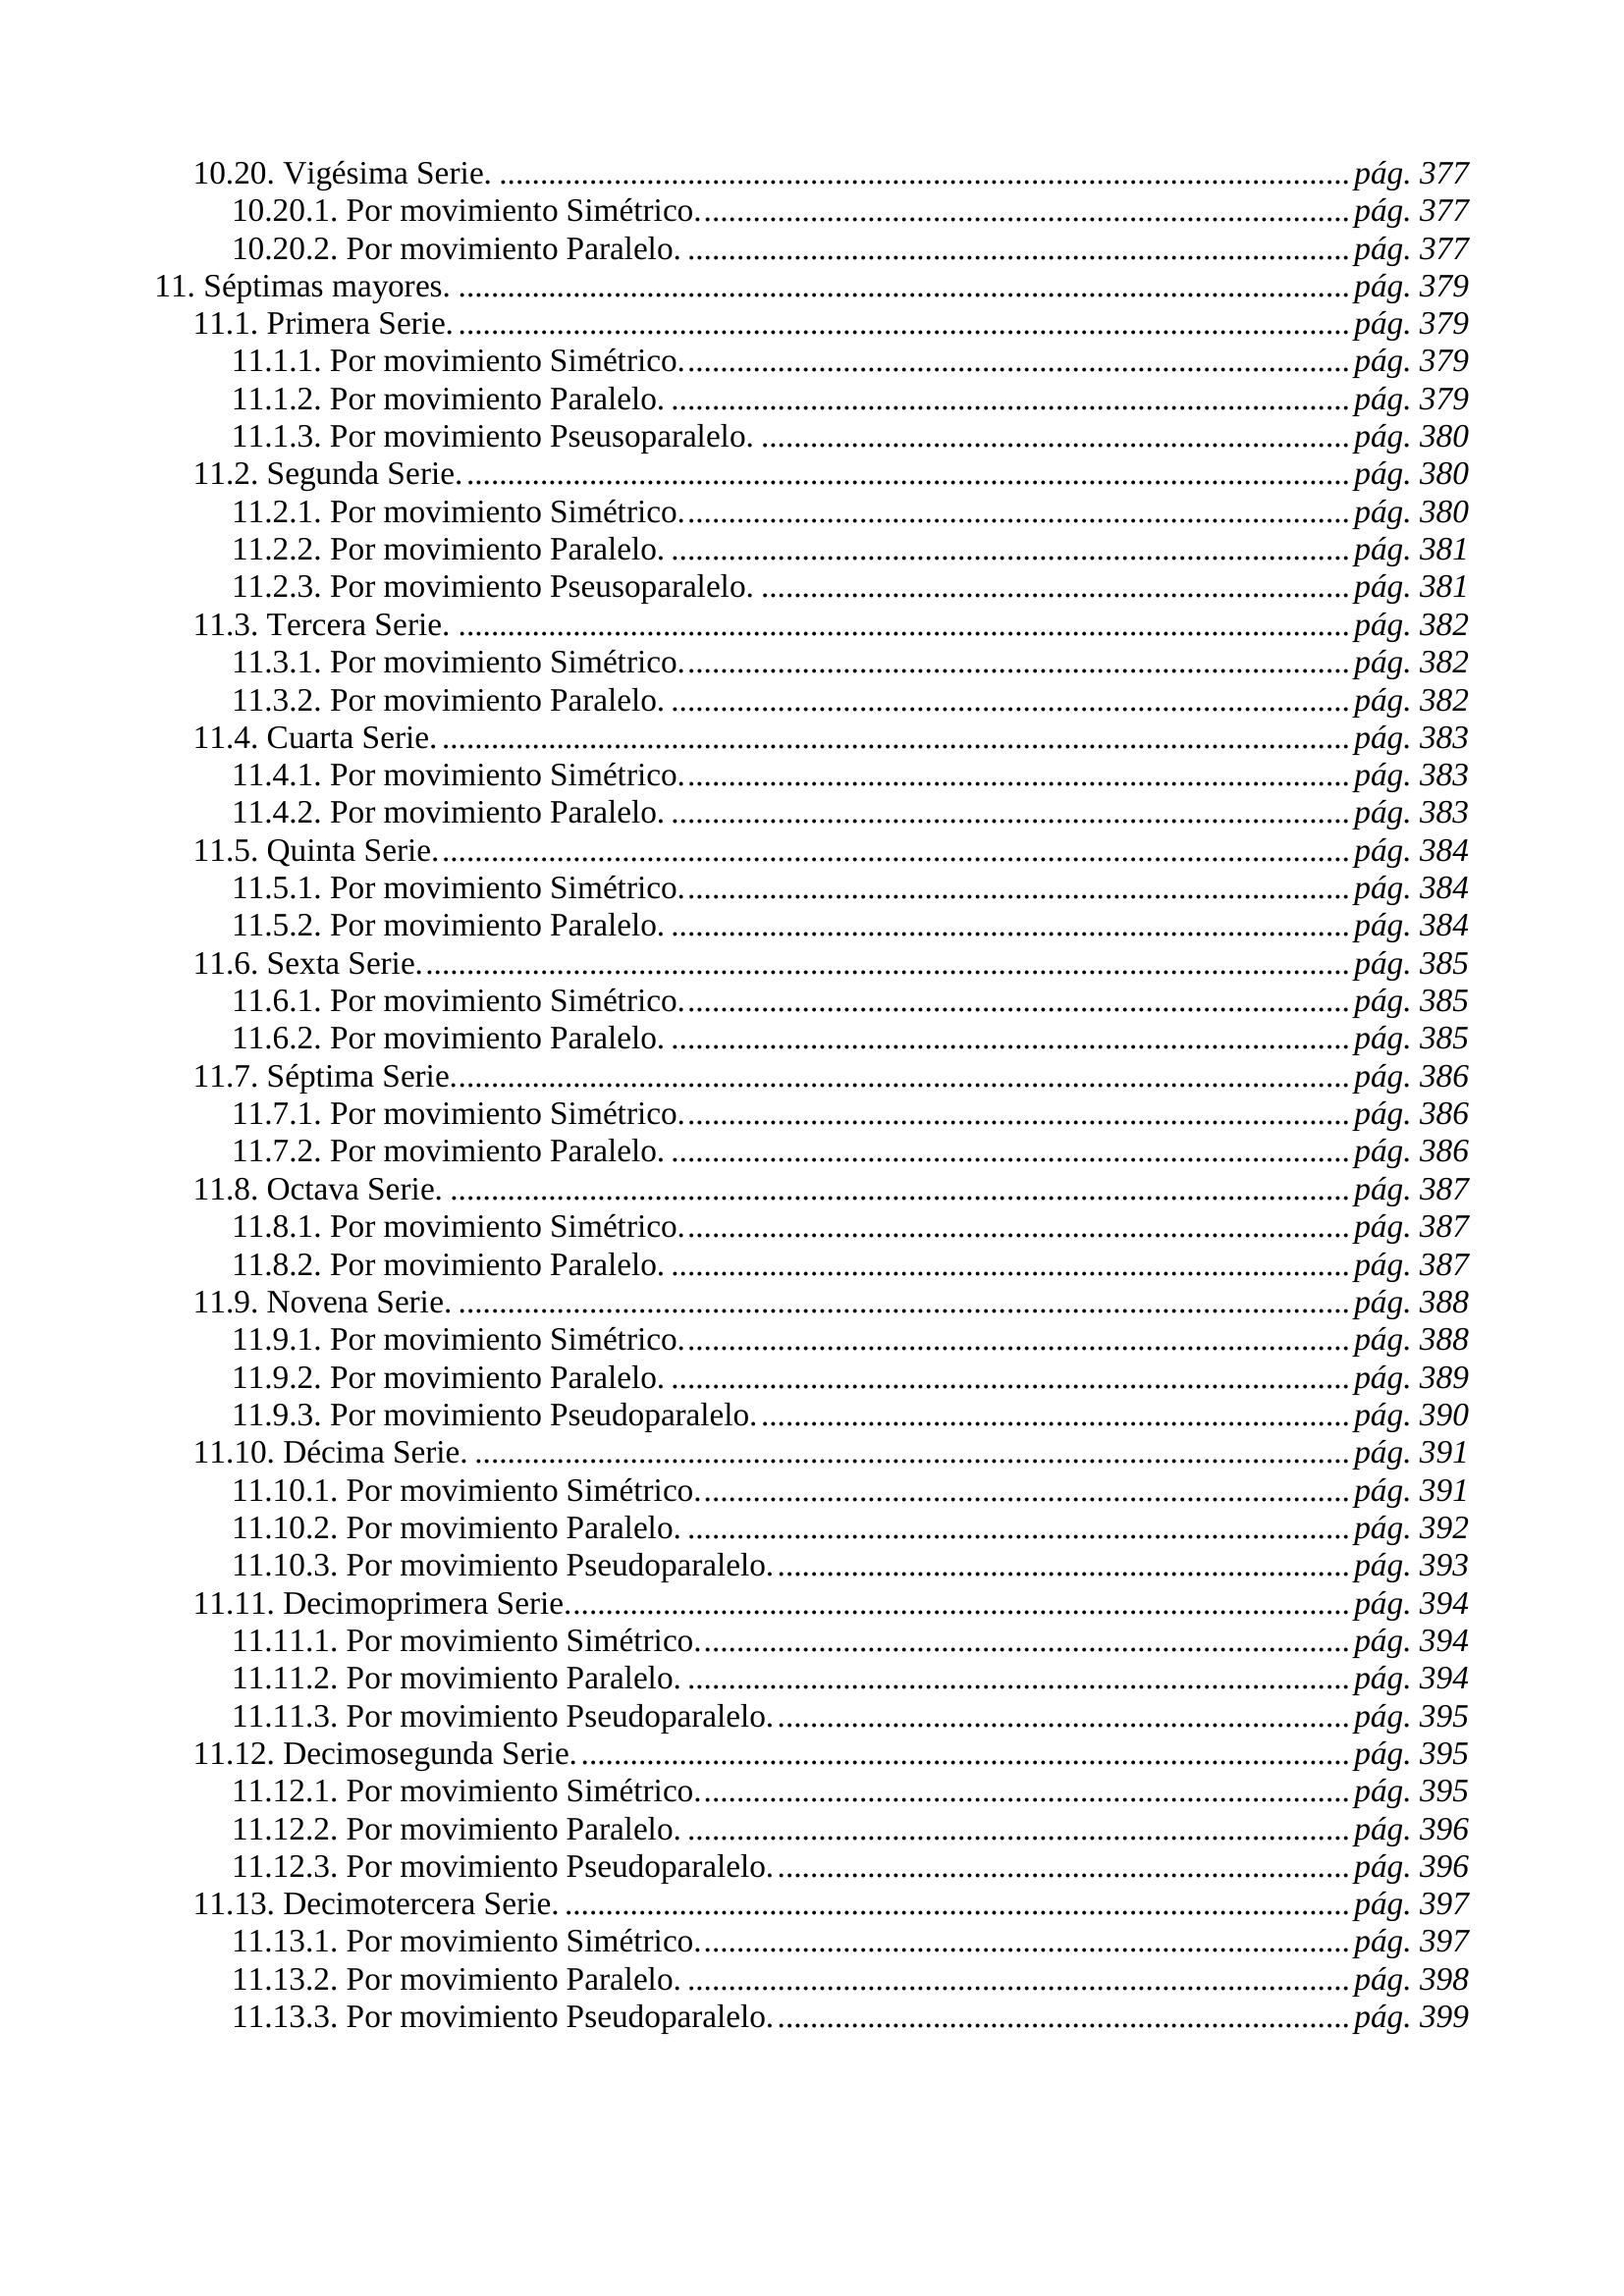 10.20. Vigésima Serie. ........................................ pág. 377
10.20.1. Por movimiento Simétrico. ........................................ pág. 377
10.20.2. Por movimiento Paralelo. ........................................ pág. 377
11. Séptimas mayores. ........................................ pág. 379
11.1. Primera Serie. ........................................ pág. 379
11.1.1. Por movimiento Simétrico. ........................................ pág. 379
11.1.2. Por movimiento Paralelo. ........................................ pág. 379
11.1.3. Por movimiento Pseusoparalelo. ........................................ pág. 380
11.2. Segunda Serie. ........................................ pág. 380
11.2.1. Por movimiento Simétrico. ........................................ pág. 380
11.2.2. Por movimiento Paralelo. ........................................ pág. 381
11.2.3. Por movimiento Pseusoparalelo. ........................................ pág. 381
11.3. Tercera Serie. ........................................ pág. 382
11.3.1. Por movimiento Simétrico. ........................................ pág. 382
11.3.2. Por movimiento Paralelo. ........................................ pág. 382
11.4. Cuarta Serie. ........................................ pág. 383
11.4.1. Por movimiento Simétrico. ........................................ pág. 383
11.4.2. Por movimiento Paralelo. ........................................ pág. 383
11.5. Quinta Serie. ........................................ pág. 384
11.5.1. Por movimiento Simétrico. ........................................ pág. 384
11.5.2. Por movimiento Paralelo. ........................................ pág. 384
11.6. Sexta Serie. ........................................ pág. 385
11.6.1. Por movimiento Simétrico. ........................................ pág. 385
11.6.2. Por movimiento Paralelo. ........................................ pág. 385
11.7. Séptima Serie. ........................................ pág. 386
11.7.1. Por movimiento Simétrico. ........................................ pág. 386
11.7.2. Por movimiento Paralelo. ........................................ pág. 386
11.8. Octava Serie. ........................................ pág. 387
11.8.1. Por movimiento Simétrico. ........................................ pág. 387
11.8.2. Por movimiento Paralelo. ........................................ pág. 387
11.9. Novena Serie. ........................................ pág. 388
11.9.1. Por movimiento Simétrico. ........................................ pág. 388
11.9.2. Por movimiento Paralelo. ........................................ pág. 389
11.9.3. Por movimiento Pseudoparalelo. ........................................ pág. 390
11.10. Décima Serie. ........................................ pág. 391
11.10.1. Por movimiento Simétrico. ........................................ pág. 391
11.10.2. Por movimiento Paralelo. ........................................ pág. 392
11.10.3. Por movimiento Pseudoparalelo. ........................................ pág. 393
11.11. Decimoprimera Serie. ........................................ pág. 394
11.11.1. Por movimiento Simétrico. ........................................ pág. 394
11.11.2. Por movimiento Paralelo. ........................................ pág. 394
11.11.3. Por movimiento Pseudoparalelo. ........................................ pág. 395
11.12. Decimosegunda Serie. ........................................ pág. 395
11.12.1. Por movimiento Simétrico. ........................................ pág. 395
11.12.2. Por movimiento Paralelo. ........................................ pág. 396
11.12.3. Por movimiento Pseudoparalelo. ........................................ pág. 396
11.13. Decimotercera Serie. ........................................ pág. 397
11.13.1. Por movimiento Simétrico. ........................................ pág. 397
11.13.2. Por movimiento Paralelo. ........................................ pág. 398
11.13.3. Por movimiento Pseudoparalelo. ........................................ pág. 399